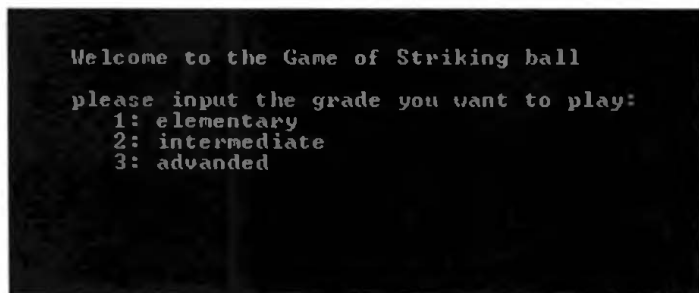 Welcome to the Game of Striking ball
please input the grade you want to play:
1: elementary
2: intermediate
3: advanded